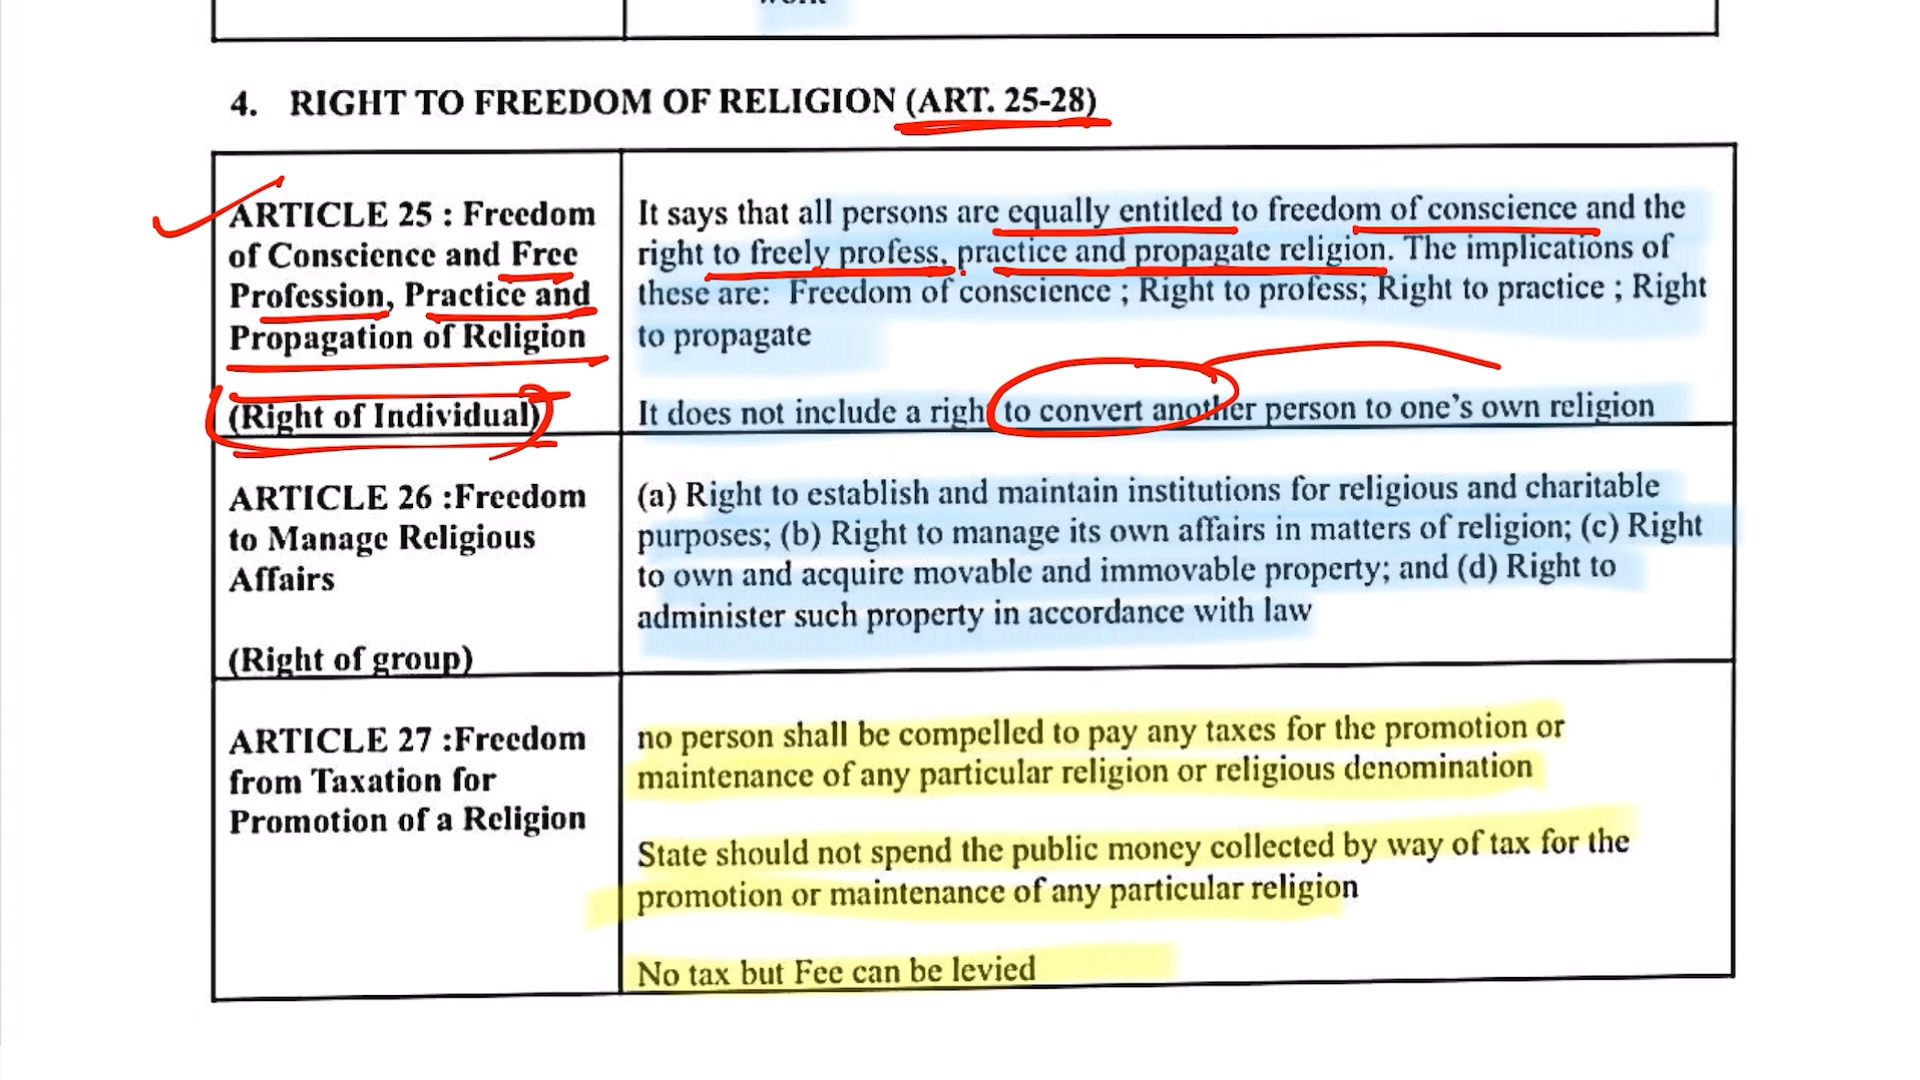 work
4. RIGHT TO FREEDOM OF RELIGION (ART. 25-28)
ARTICLE 25 : Freedom
of Conscience and Free
Profession, Practice and
Propagation of Religion
(Right of Individual)
It says that all persons are equally entitled to freedom of conscience and the
right to freely profess, practice and propagate religion. The implications of
these are: Freedom of conscience ; Right to profess; Right to practice ; Right
to propagate
It does not include a right to convert another person to one's own religion
ARTICLE 26 :Freedom
to Manage Religious
Affairs
(Right of group)
(a) Right to establish and maintain institutions for religious and charitable
purposes; (b) Right to manage its own affairs in matters of religion; (c) Right
to own and acquire movable and immovable property; and (d) Right to
administer such property in accordance with law
ARTICLE 27 :Freedom
from Taxation for
Promotion of a Religion
no person shall be compelled to pay any taxes for the promotion or
maintenance of any particular religion or religious denomination
State should not spend the public money collected by way of tax for the
promotion or maintenance of any particular religion
No tax but Fee can be levied